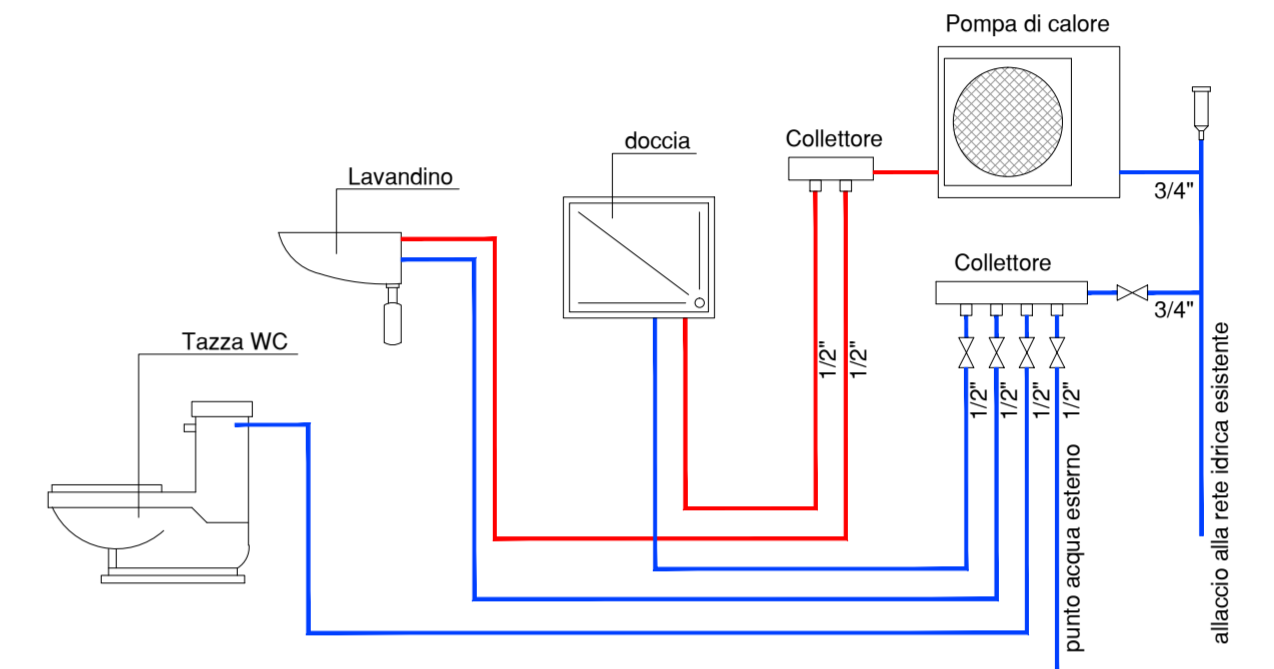 Pompa di calore
Collettore
doccia
Lavandino
3/4"
Collettore
3/4"
Tazza WC
1/2"
1/2"
1/2"
1/2"
1/2"
1/2"
punto acqua esterno
allaccio alla rete idrica esistente